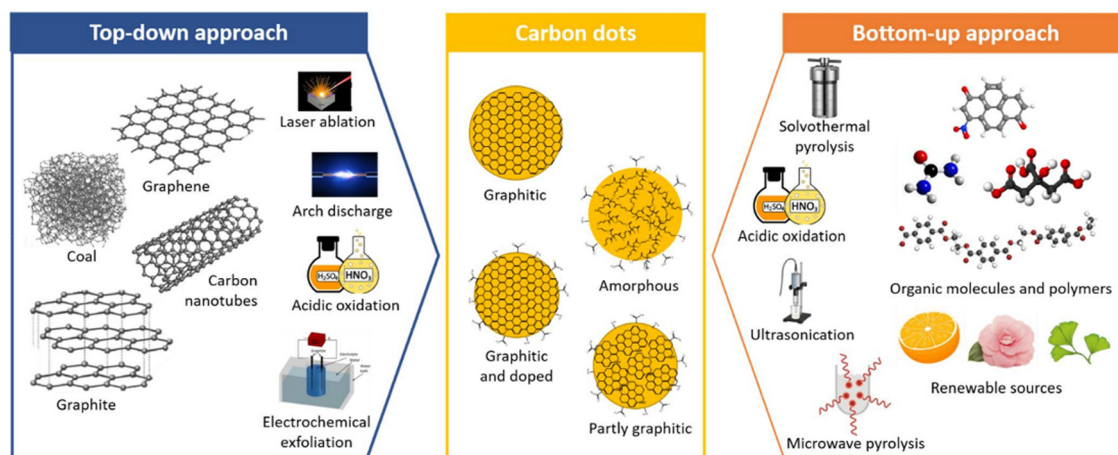 Top-down approach
Laser ablation
Graphene
Arch discharge
Coal
Carbon
nanotubes
H₂SO₄
HNO₃
Acidic oxidation
Graphite
Electrochemical
exfoliation
Carbon dots
Graphitic
Amorphous
Graphitic
and doped
Partly graphitic
Bottom-up approach
Solvothermal
pyrolysis
H₂SO₄
HNO₃
Acidic oxidation
Organic molecules and polymers
Ultrasonication
Renewable sources
Microwave pyrolysis